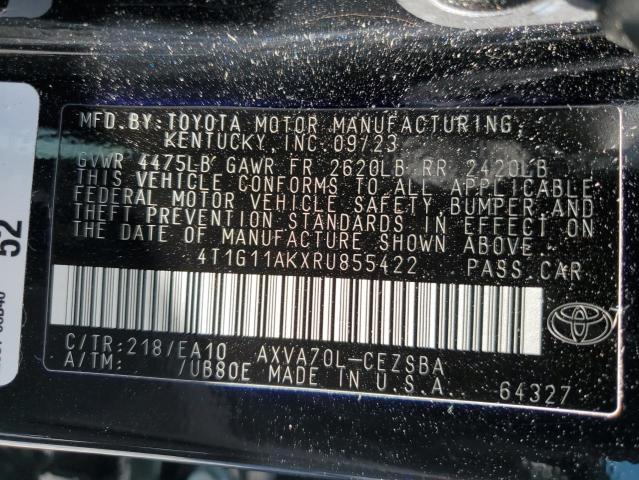 MFD.BY:TOYOTA MOTOR MANUFACTURING,
KENTUCKY, INC.09/23
GVWR 4475LB GAWR FR 2620LB RR 2420LB
THIS VEHICLE CONFORMS TO ALL APPLICABLE
FEDERAL MOTOR VEHICLE SAFETY, BUMPER, AND
THEFT PREVENTION STANDARDS IN EFFECT ON
THE DATE OF MANUFACTURE SHOWN ABOVE.
4T1G11AKXRU855422 PASS.CAR
C/TR:218/EA10 AXVA70L-CEZSBA
A/TM: /UB80E MADE IN U.S.A.
64327
52